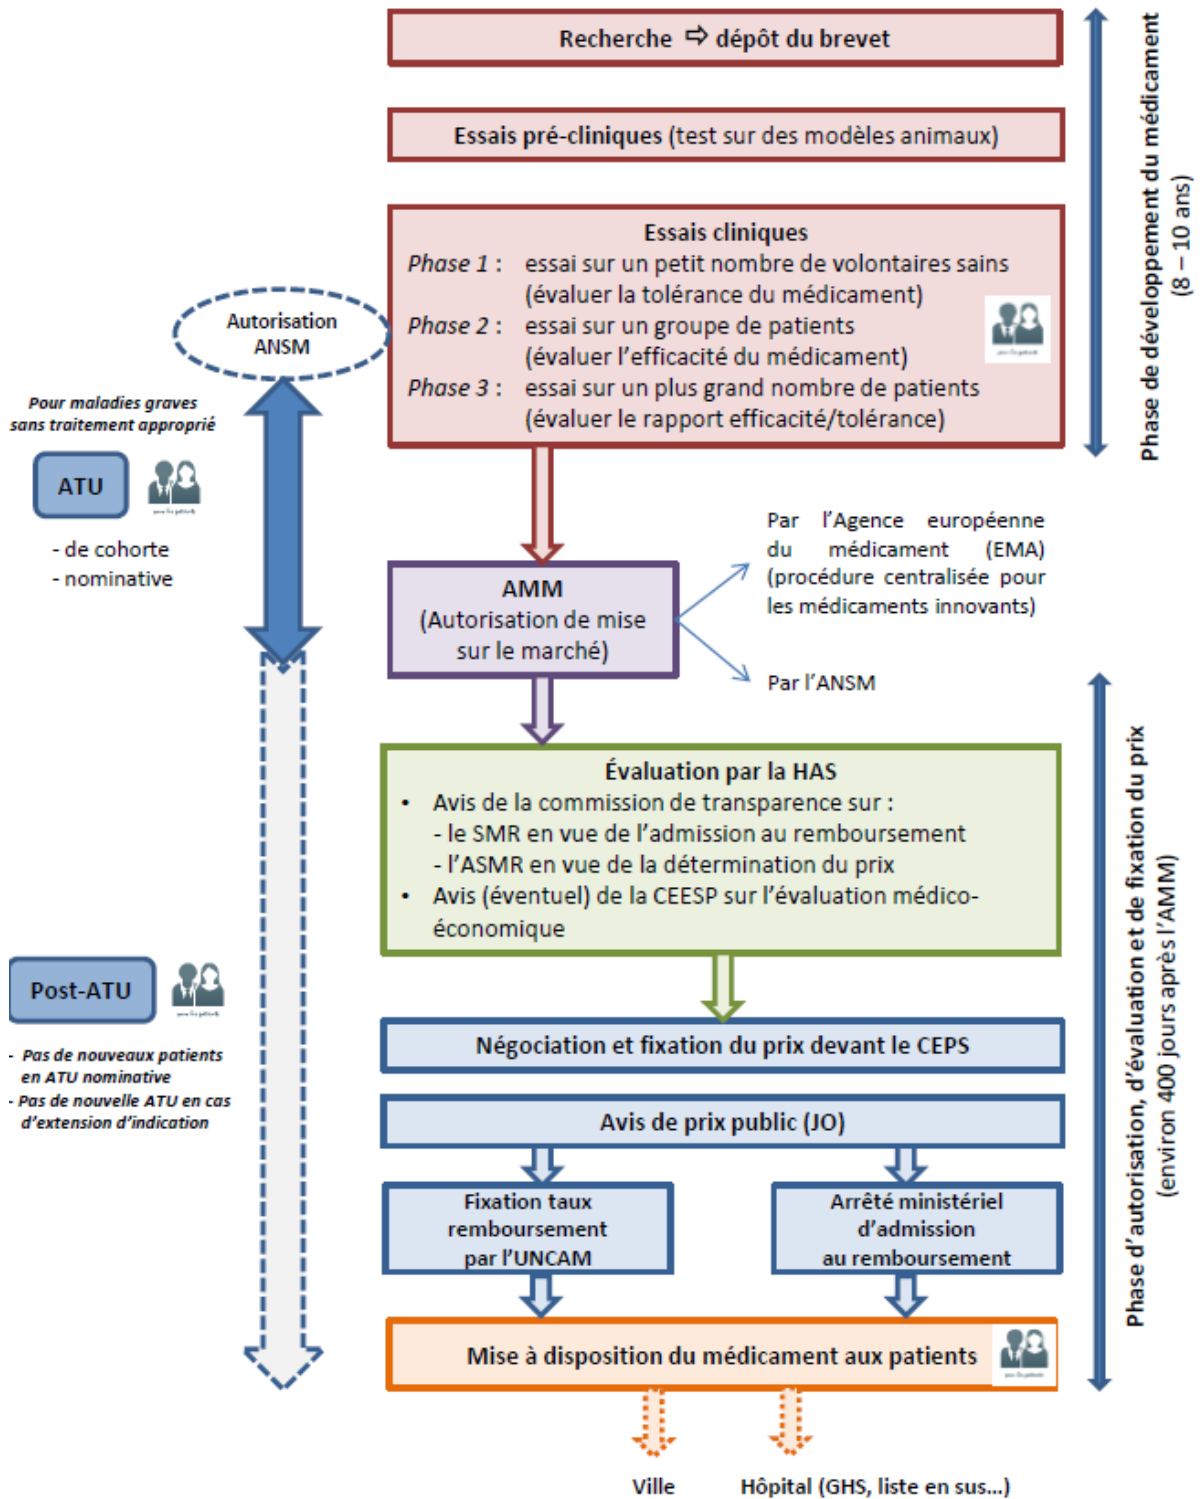 Recherche ⇨ dépôt du brevet
Essais pré-cliniques (test sur des modèles animaux)
Essais cliniques
Phase 1 : essai sur un petit nombre de volontaires sains
(évaluer la tolérance du médicament)
Phase 2 : essai sur un groupe de patients
(évaluer l'efficacité du médicament)
Phase 3 : essai sur un plus grand nombre de patients
(évaluer le rapport efficacité/tolérance)
Phase de développement du médicament
(8 – 10 ans)
Autorisation
ANSM
Pour maladies graves
sans traitement approprié
ATU
- de cohorte
- nominative
AMM
(Autorisation de mise
sur le marché)
Par l'Agence européenne
du médicament (EMA)
(procédure centralisée pour
les médicaments innovants)
Par l'ANSM
Évaluation par la HAS
• Avis de la commission de transparence sur :
- le SMR en vue de l'admission au remboursement
- l'ASMR en vue de la détermination du prix
• Avis (éventuel) de la CEESP sur l'évaluation médico-
économique
Post-ATU
- Pas de nouveaux patients
en ATU nominative
- Pas de nouvelle ATU en cas
d'extension d'indication
Négociation et fixation du prix devant le CEPS
Avis de prix public (JO)
Fixation taux
remboursement
par l'UNCAM
Arrêté ministériel
d'admission
au remboursement
Phase d'autorisation, d'évaluation et de fixation du prix
(environ 400 jours après l'AMM)
Mise à disposition du médicament aux patients
Ville
Hôpital (GHS, liste en sus...)